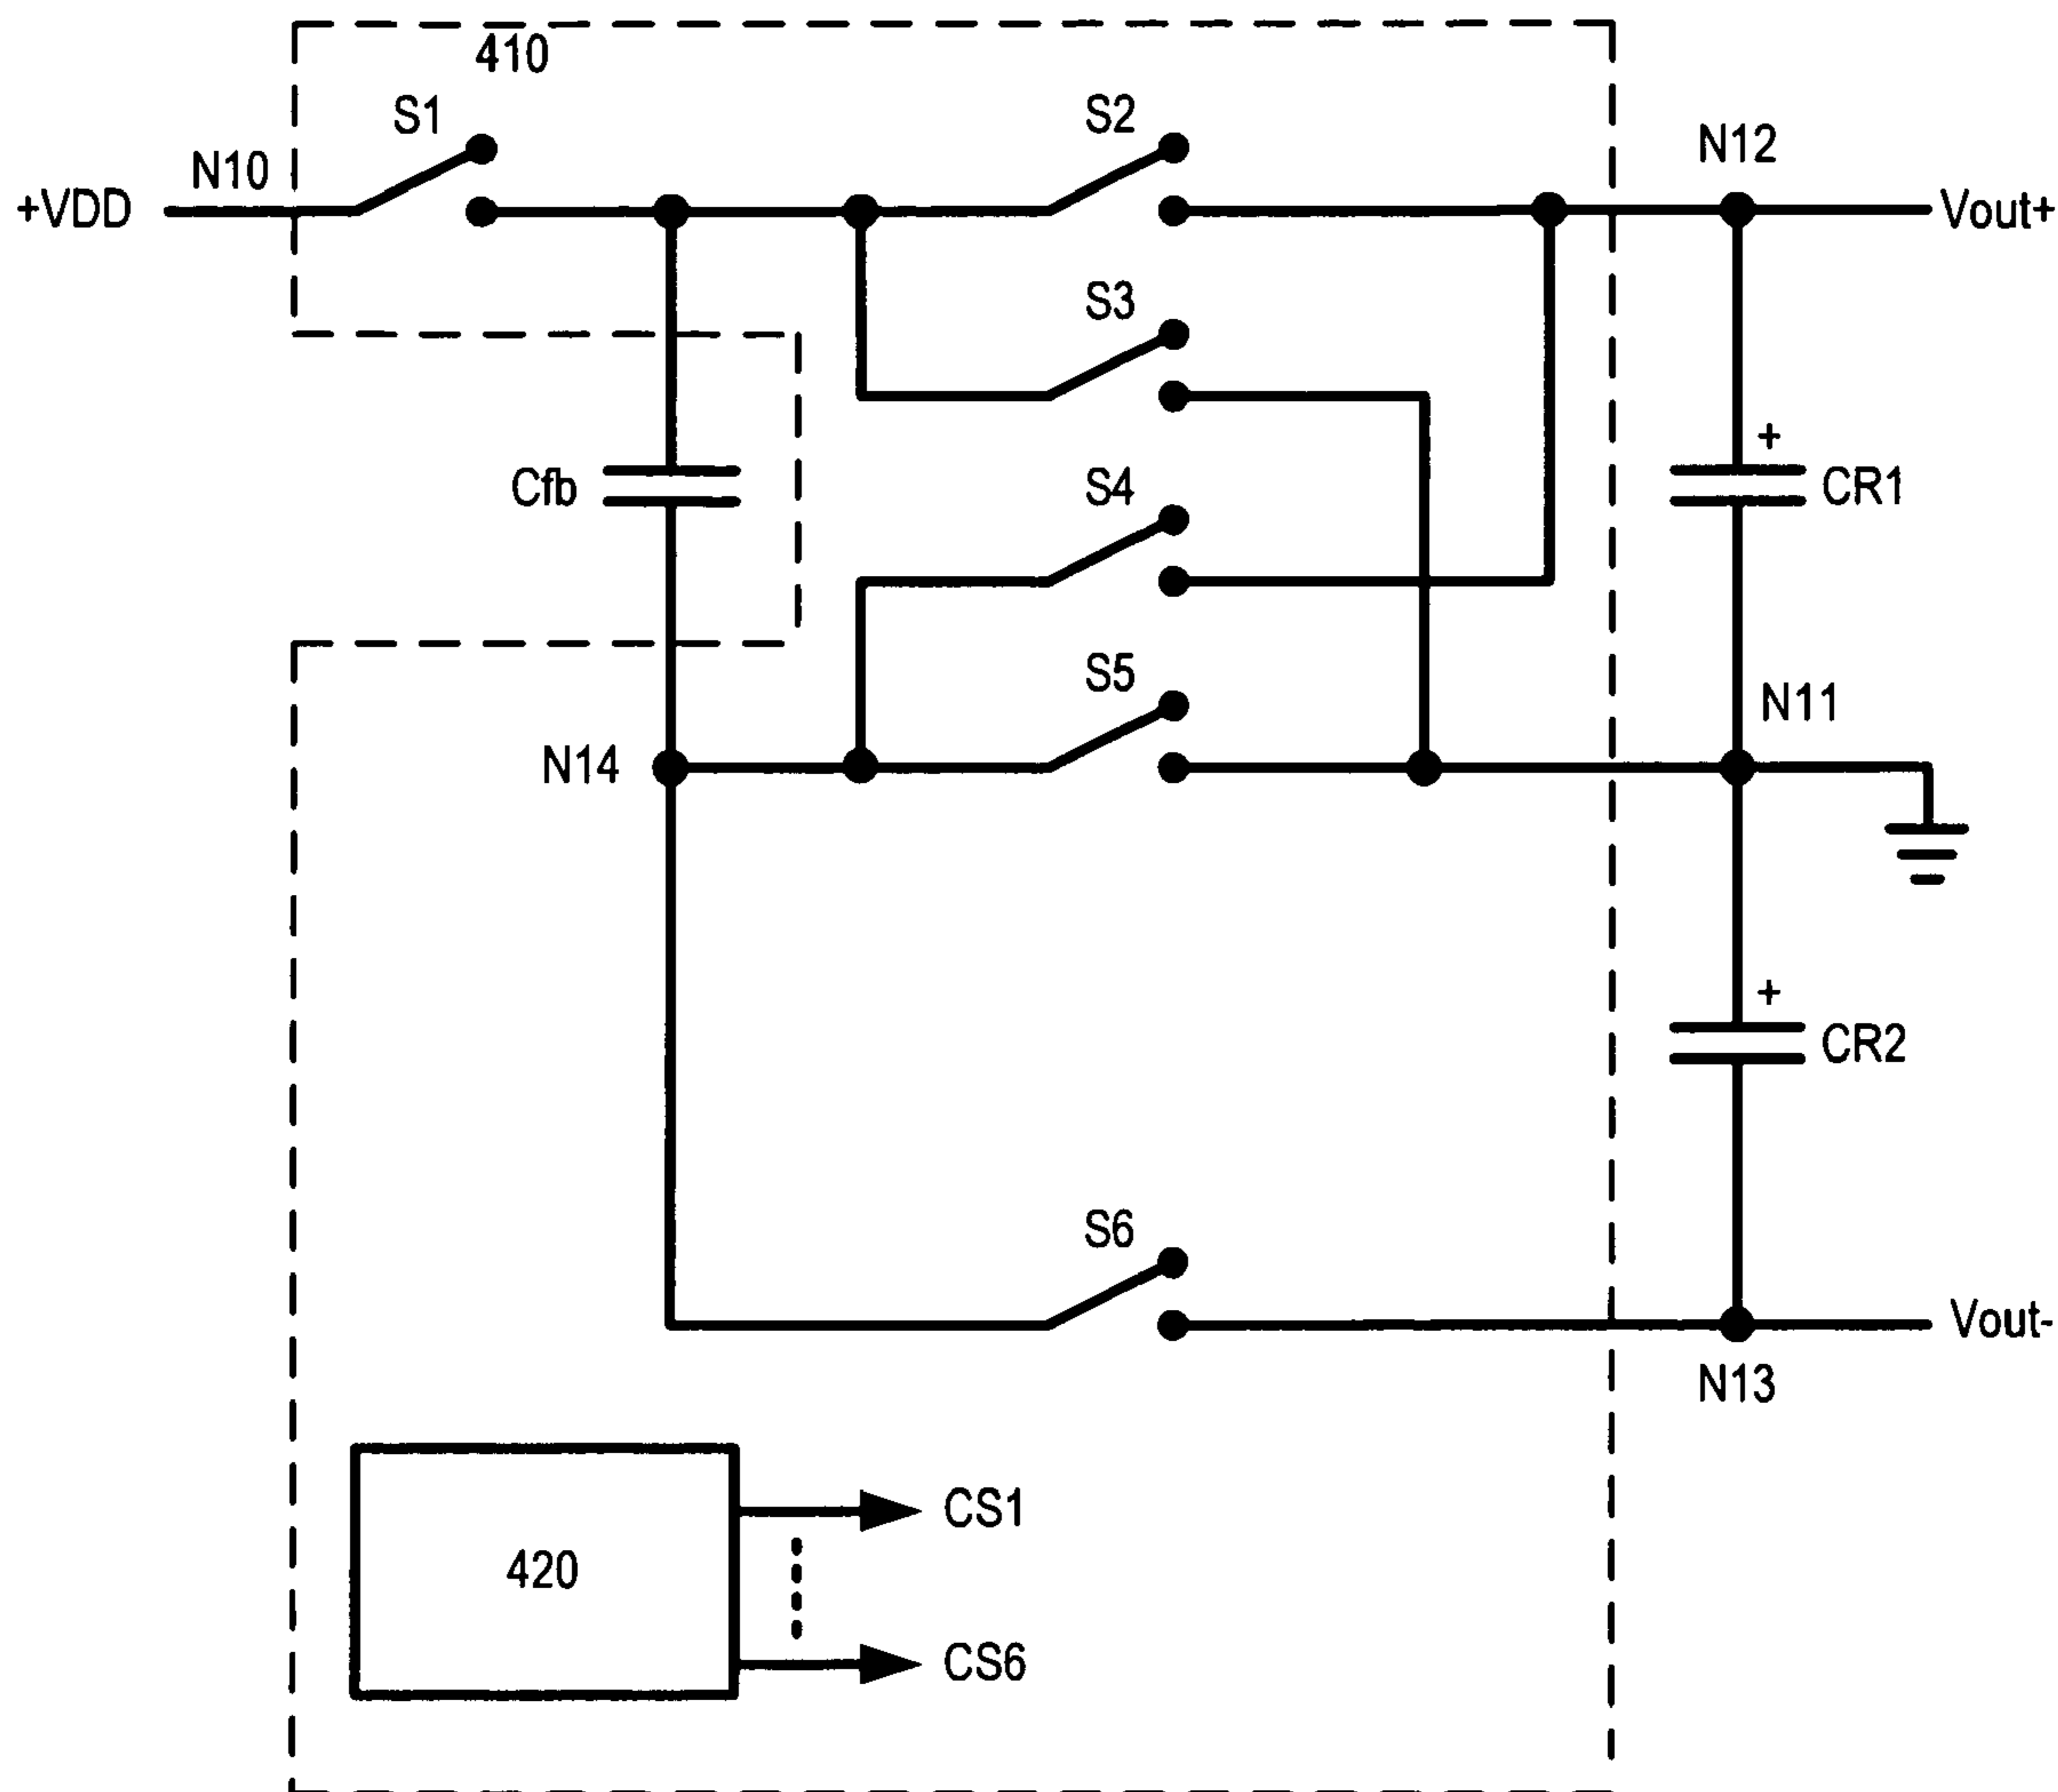 410
S1
S2
N10
N12
+VDD
Vout+
S3
+
Cfb
S4
CR1
S5
N11
N14
+
CR2
S6
Vout-
N13
CS1
420
CS6